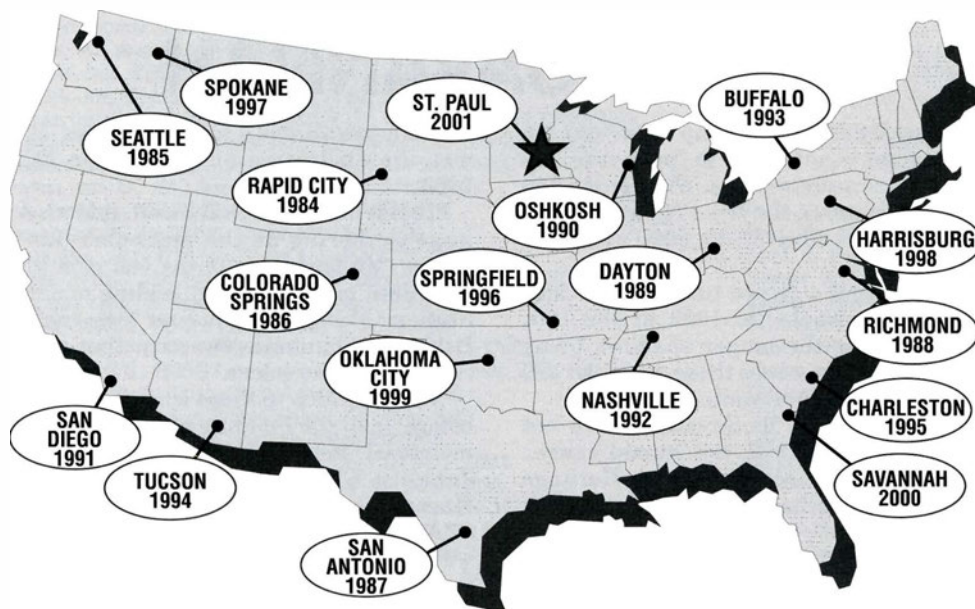 SPOKANE
1997
SEATTLE
1985
ST. PAUL
2001
BUFFALO
1993
RAPID CITY
1984
OSHKOSH
1990
HARRISBURG
1998
COLORADO
SPRINGS
1986
SPRINGFIELD
1996
DAYTON
1989
RICHMOND
1988
OKLAHOMA
CITY
1999
NASHVILLE
1992
CHARLESTON
1995
SAN
DIEGO
1991
TUCSON
1994
SAVANNAH
2000
SAN
ANTONIO
1987